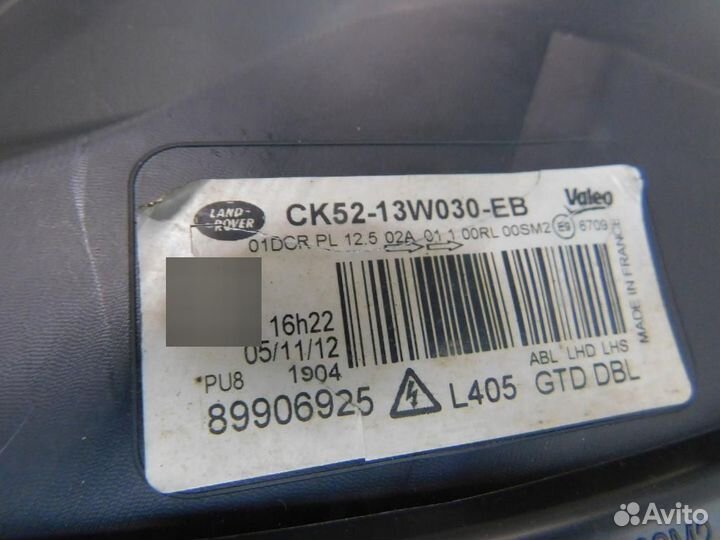 LAND-
ROVER
CK52-13W030-EB
Valeo
01DCR PL 12.5 02A 01 1 00RL 00SM2 E9 6709
MADE IN FRANCE
16h22
05/11/12
PU8 1904
ABL LHD LHS
89906925 L405 GTD DBL
Avito